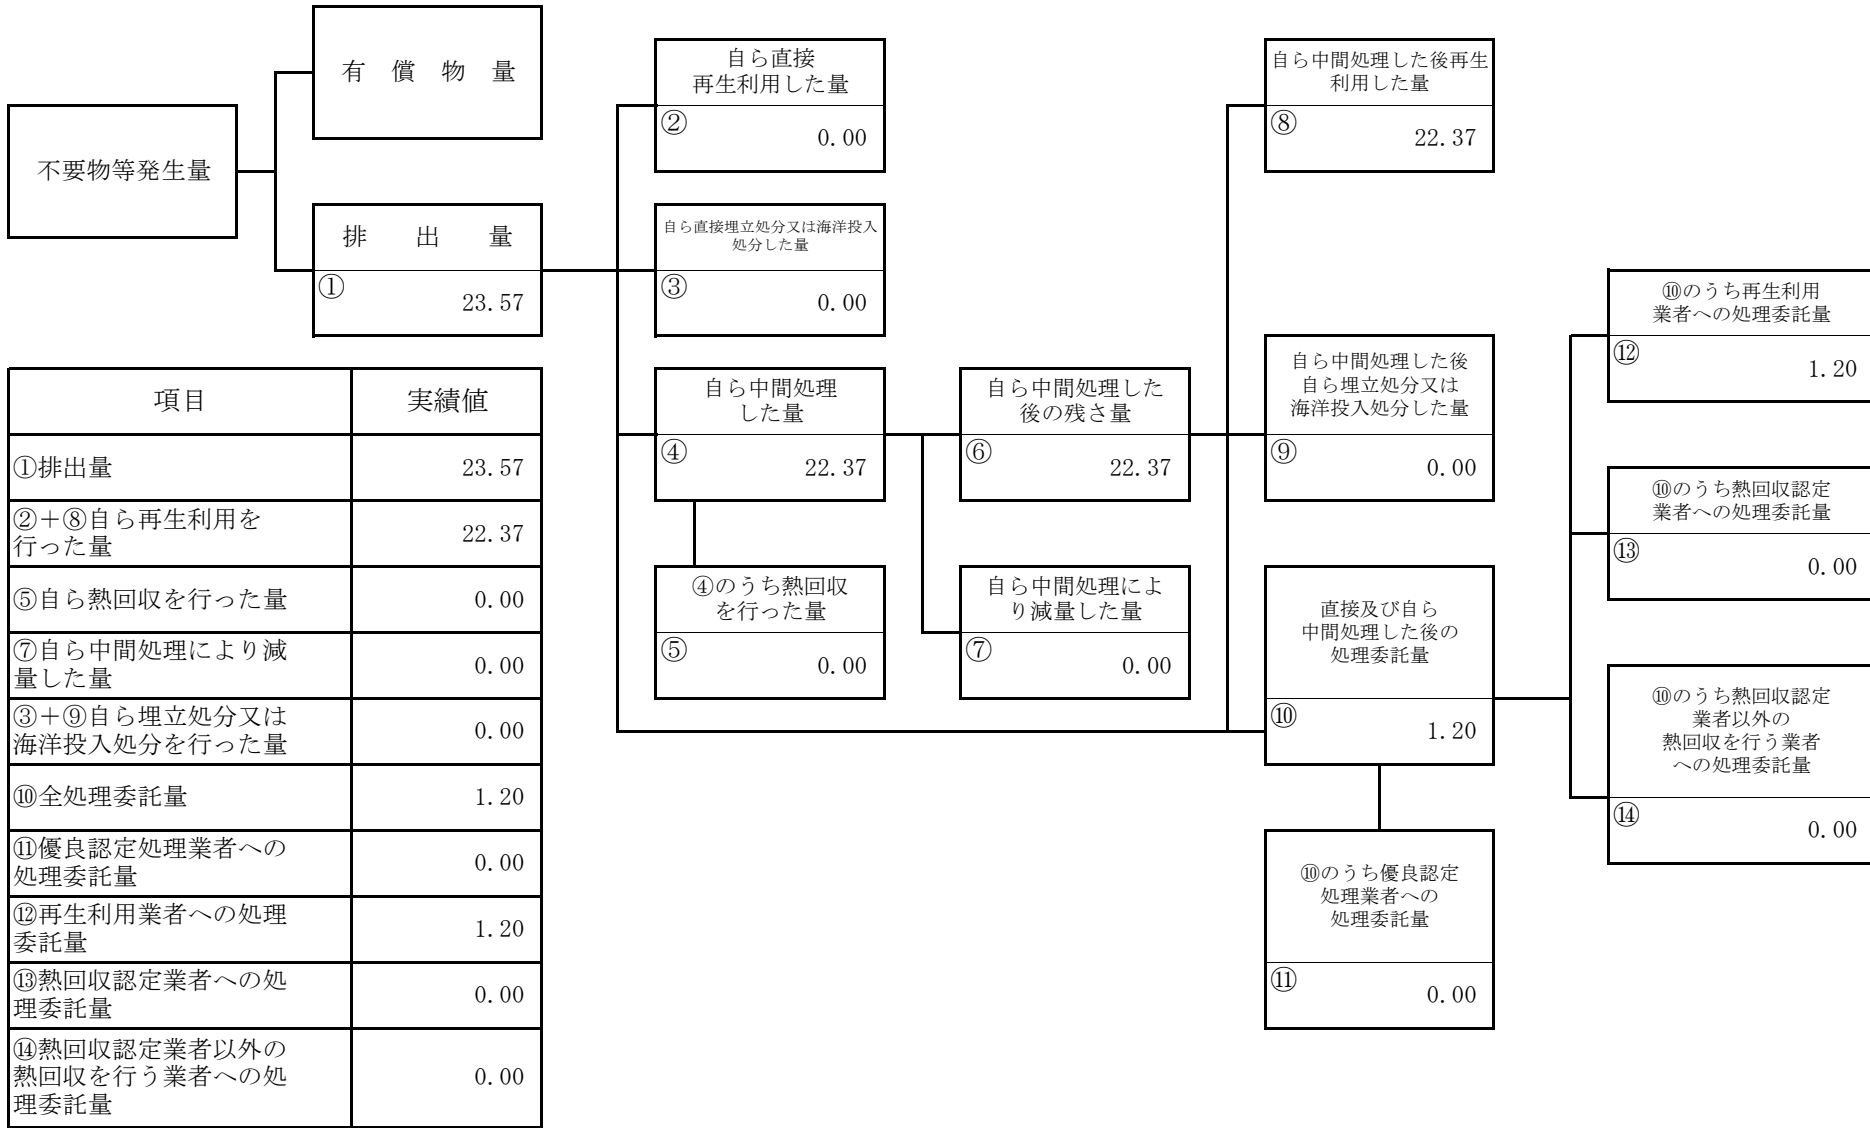 有　償　物　量
不要物等発生量
排　出　量
①
23.57
自ら直接
再生利用した量
②
0.00
自ら直接埋立処分又は海洋投入
処分した量
③
0.00
自ら中間処理
した量
④
22.37
④のうち熱回収
を行った量
⑤
0.00
自ら中間処理した
後の残さ量
⑥
22.37
自ら中間処理によ
り減量した量
⑦
0.00
自ら中間処理した後再生
利用した量
⑧
22.37
自ら中間処理した後
自ら埋立処分又は
海洋投入処分した量
⑨
0.00
直接及び自ら
中間処理した後の
処理委託量
⑩
1.20
⑩のうち優良認定
処理業者への
処理委託量
⑪
0.00
⑩のうち再生利用
業者への処理委託量
⑫
1.20
⑩のうち熱回収認定
業者への処理委託量
⑬
0.00
⑩のうち熱回収認定
業者以外の
熱回収を行う業者
への処理委託量
⑭
0.00
項目 実績値
①排出量 23.57
②＋⑧自ら再生利用を
行った量 22.37
⑤自ら熱回収を行った量 0.00
⑦自ら中間処理により減
量した量 0.00
③＋⑨自ら埋立処分又は
海洋投入処分を行った量 0.00
⑩全処理委託量 1.20
⑪優良認定処理業者への
処理委託量 0.00
⑫再生利用業者への処理
委託量 1.20
⑬熱回収認定業者への処
理委託量 0.00
⑭熱回収認定業者以外の
熱回収を行う業者への処
理委託量 0.00